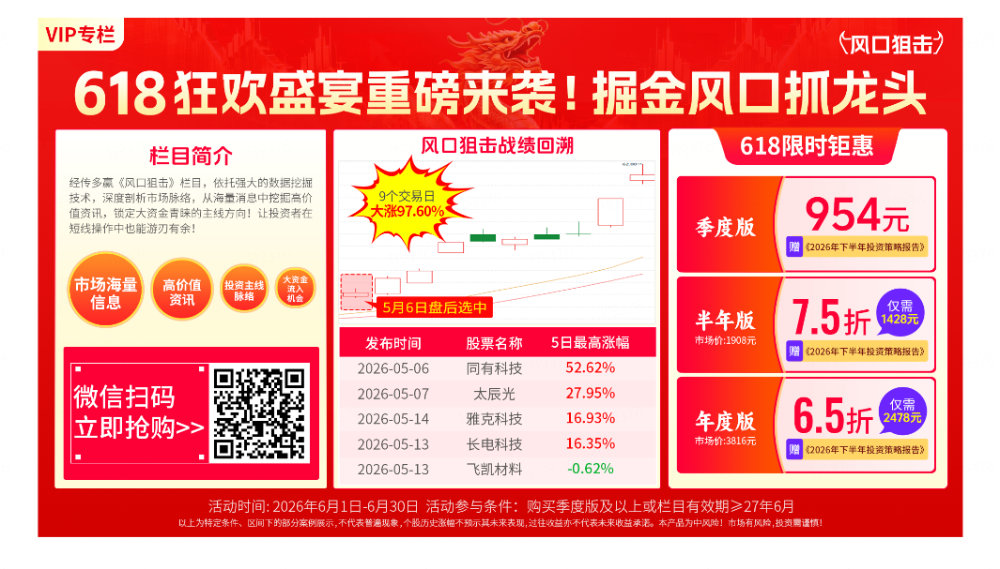 VIP专栏
风口狙击
618狂欢盛宴重磅来袭！掘金风口抓龙头
栏目简介
经传多赢《风口狙击》栏目，依托强大的数据挖掘
技术，深度剖析市场脉络，从海量消息中挖掘高价
值资讯，锁定大资金青睐的主线方向！让投资者在
短线操作中也能游刃有余！
市场海量
信息
高价值
资讯
投资主线
脉络
大资金
流入
机会
微信扫码
立即抢购>>
风口狙击战绩回溯
9个交易日
大涨97.60%
5月6日盘后选中
发布时间 股票名称 5日最高涨幅
2026-05-06 同有科技 52.62%
2026-05-07 太辰光 27.95%
2026-05-14 雅克科技 16.93%
2026-05-13 长电科技 16.35%
2026-05-13 飞凯材料 -0.62%
618限时钜惠
季度版
954元
赠《2026年下半年投资策略报告》
半年版
市场价:1908元
7.5折
仅需
1428元
赠《2026年下半年投资策略报告》
年度版
市场价:3816元
6.5折
仅需
2478元
赠《2026年下半年投资策略报告》
活动时间: 2026年6月1日-6月30日 活动参与条件：购买季度版及以上或栏目有效期≥27年6月
以上为特定条件、区间下的部分案例展示,不代表普遍现象,个股历史涨幅不预示其未来表现,过往收益亦不代表未来收益承诺。本产品为中风险！市场有风险,投资需谨慎！